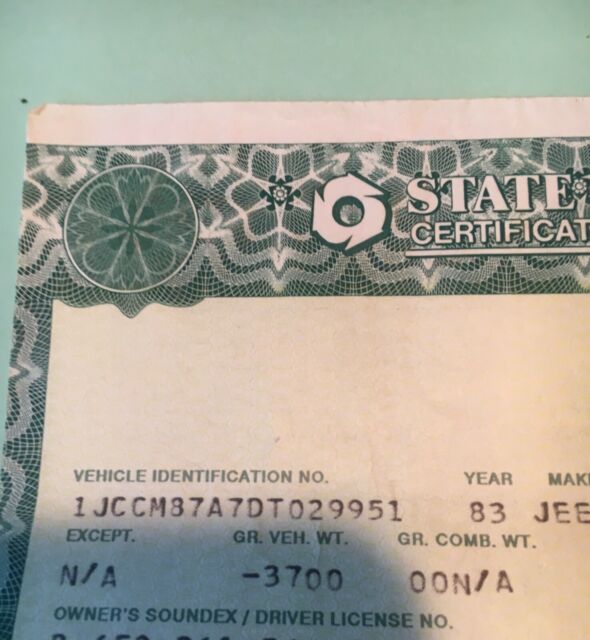 STATE
CERTIFICAT
VEHICLE IDENTIFICATION NO. YEAR MAK
1JCCM87A7DT029951 83 JEE
EXCEPT. GR. VEH. WT. GR. COMB. WT.
N/A -3700 00N/A
OWNER'S SOUNDEX / DRIVER LICENSE NO.